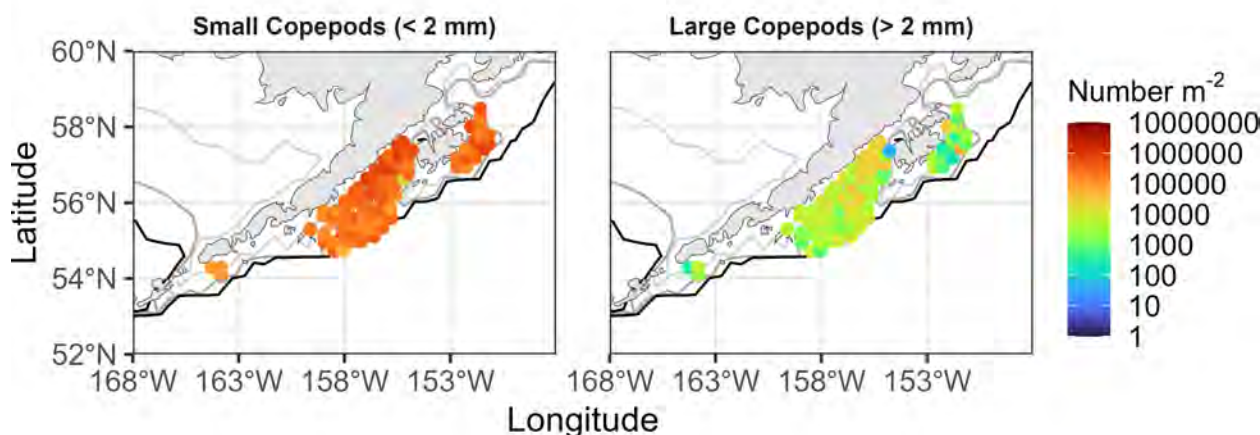 Small Copepods (< 2 mm)
Large Copepods (> 2 mm)
60°N
58°N
56°N
54°N
52°N
Latitude
168°W 163°W 158°W 153°W
168°W 163°W 158°W 153°W
Longitude
Number m⁻²
10000000
1000000
100000
10000
1000
100
10
1